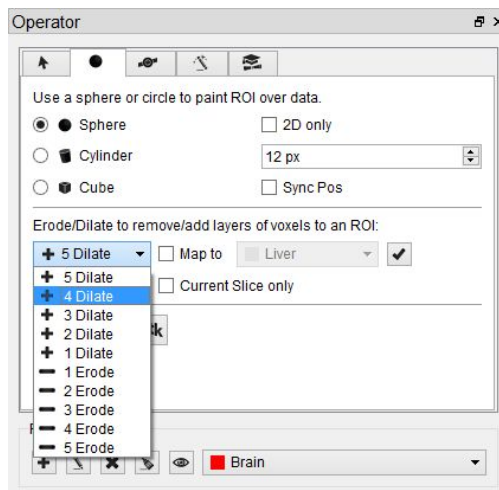 Operator
Use a sphere or circle to paint ROI over data.
Sphere
2D only
Cylinder
12 px
Cube
Sync Pos
Erode/Dilate to remove/add layers of voxels to an ROI:
5 Dilate
Map to
Liver
5 Dilate
4 Dilate
Current Slice only
3 Dilate
2 Dilate
1 Dilate
1 Erode
2 Erode
3 Erode
4 Erode
5 Erode
Brain